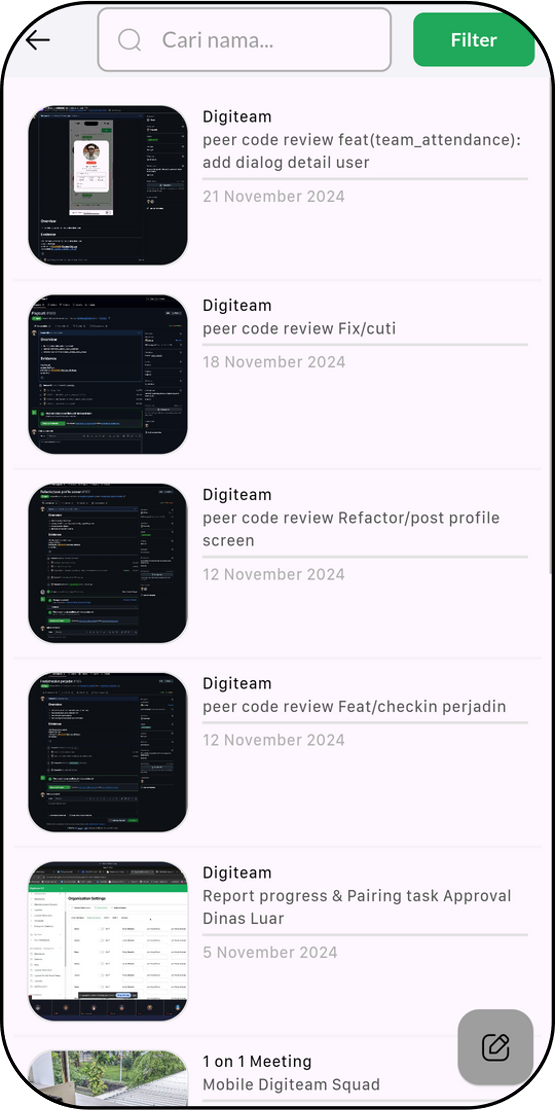 Cari nama...
Filter
Digiteam
peer code review feat(team_attendance):
add dialog detail user
21 November 2024
Digiteam
peer code review Fix/cuti
18 November 2024
Digiteam
peer code review Refactor/post profile
screen
12 November 2024
Digiteam
peer code review Feat/checkin perjadin
12 November 2024
Organisation Settings
Digiteam
Report progress & Pairing task Approval
Dinas Luar
5 November 2024
1 on 1 Meeting
Mobile Digiteam Squad